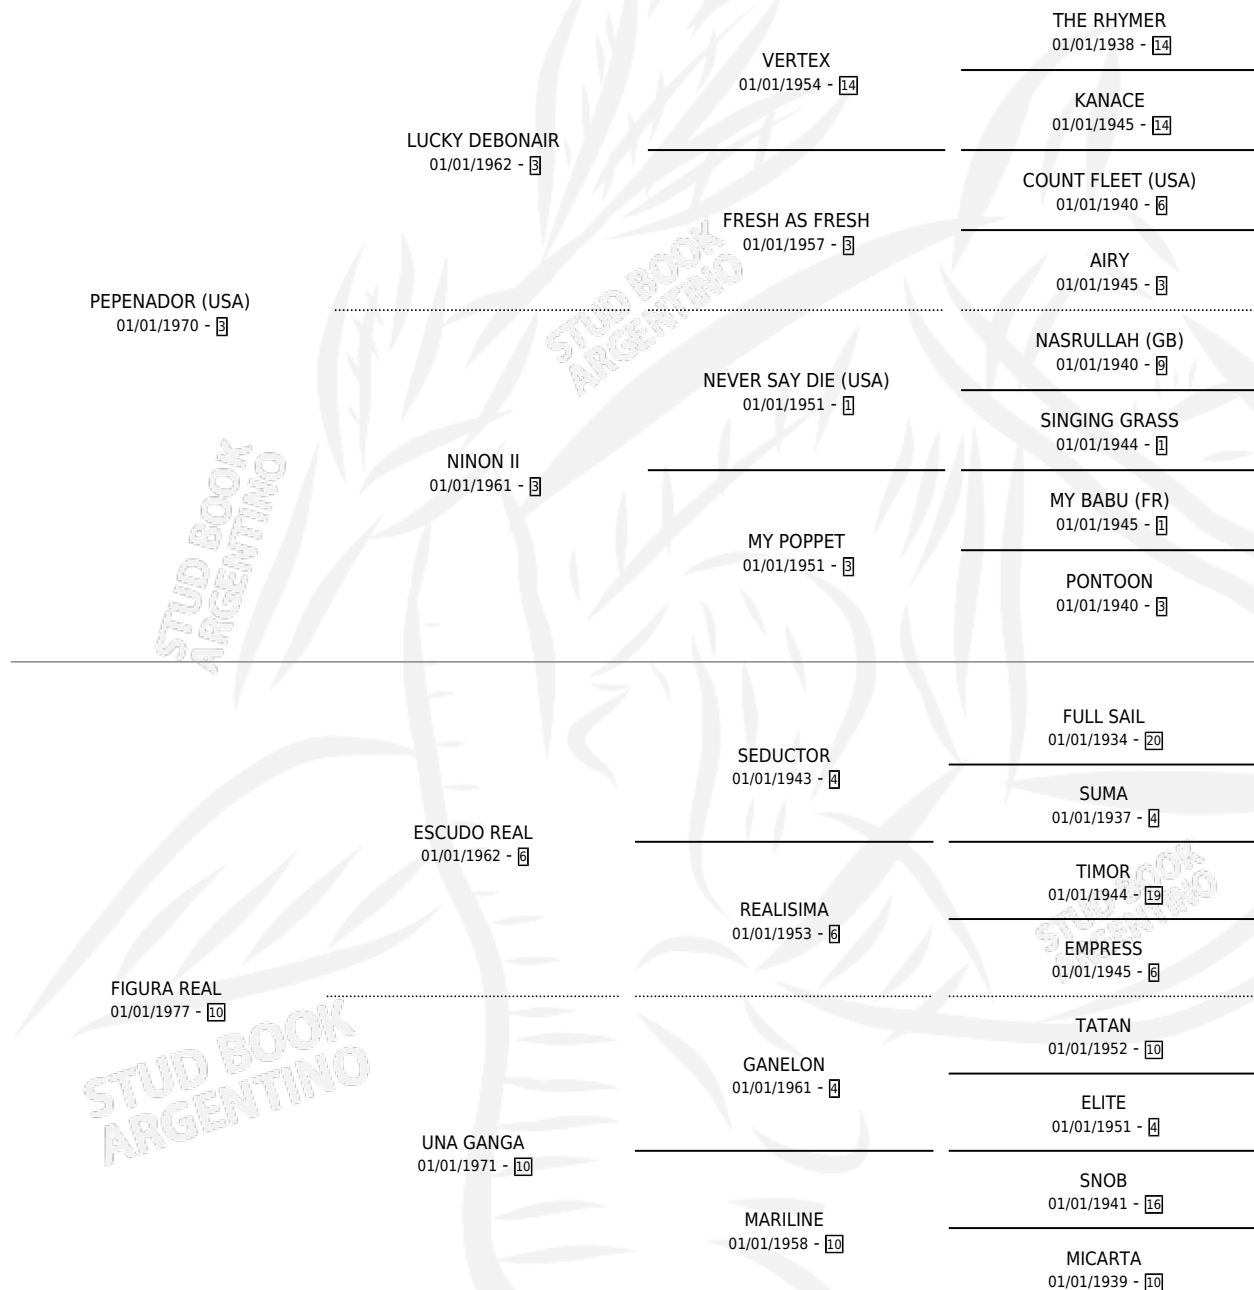 PEPENADOR (USA)
01/01/1970 - 3
LUCKY DEBONAIR
01/01/1962 - 3
NINON II
01/01/1961 - 3
VERTEX
01/01/1954 - 14
FRESH AS FRESH
01/01/1957 - 3
NEVER SAY DIE (USA)
01/01/1951 - 1
MY POPPET
01/01/1951 - 3
THE RHYMER
01/01/1938 - 14
KANACE
01/01/1945 - 14
COUNT FLEET (USA)
01/01/1940 - 6
AIRY
01/01/1945 - 3
NASRULLAH (GB)
01/01/1940 - 9
SINGING GRASS
01/01/1944 - 1
MY BABU (FR)
01/01/1945 - 1
PONTOON
01/01/1940 - 3
STUD BOOK
ARGENTINO
STUD BOOK
ARGENTINO
FIGURA REAL
01/01/1977 - 10
ESCUDO REAL
01/01/1962 - 6
UNA GANGA
01/01/1971 - 10
SEDUCTOR
01/01/1943 - 4
REALISIMA
01/01/1953 - 6
GANELON
01/01/1961 - 4
MARILINE
01/01/1958 - 10
FULL SAIL
01/01/1934 - 20
SUMA
01/01/1937 - 4
TIMOR
01/01/1944 - 19
EMPRESS
01/01/1945 - 6
TATAN
01/01/1952 - 10
ELITE
01/01/1951 - 4
SNOB
01/01/1941 - 16
MICARTA
01/01/1939 - 10
STUD BOOK
ARGENTINO
STUD BOOK
ARGENTINO